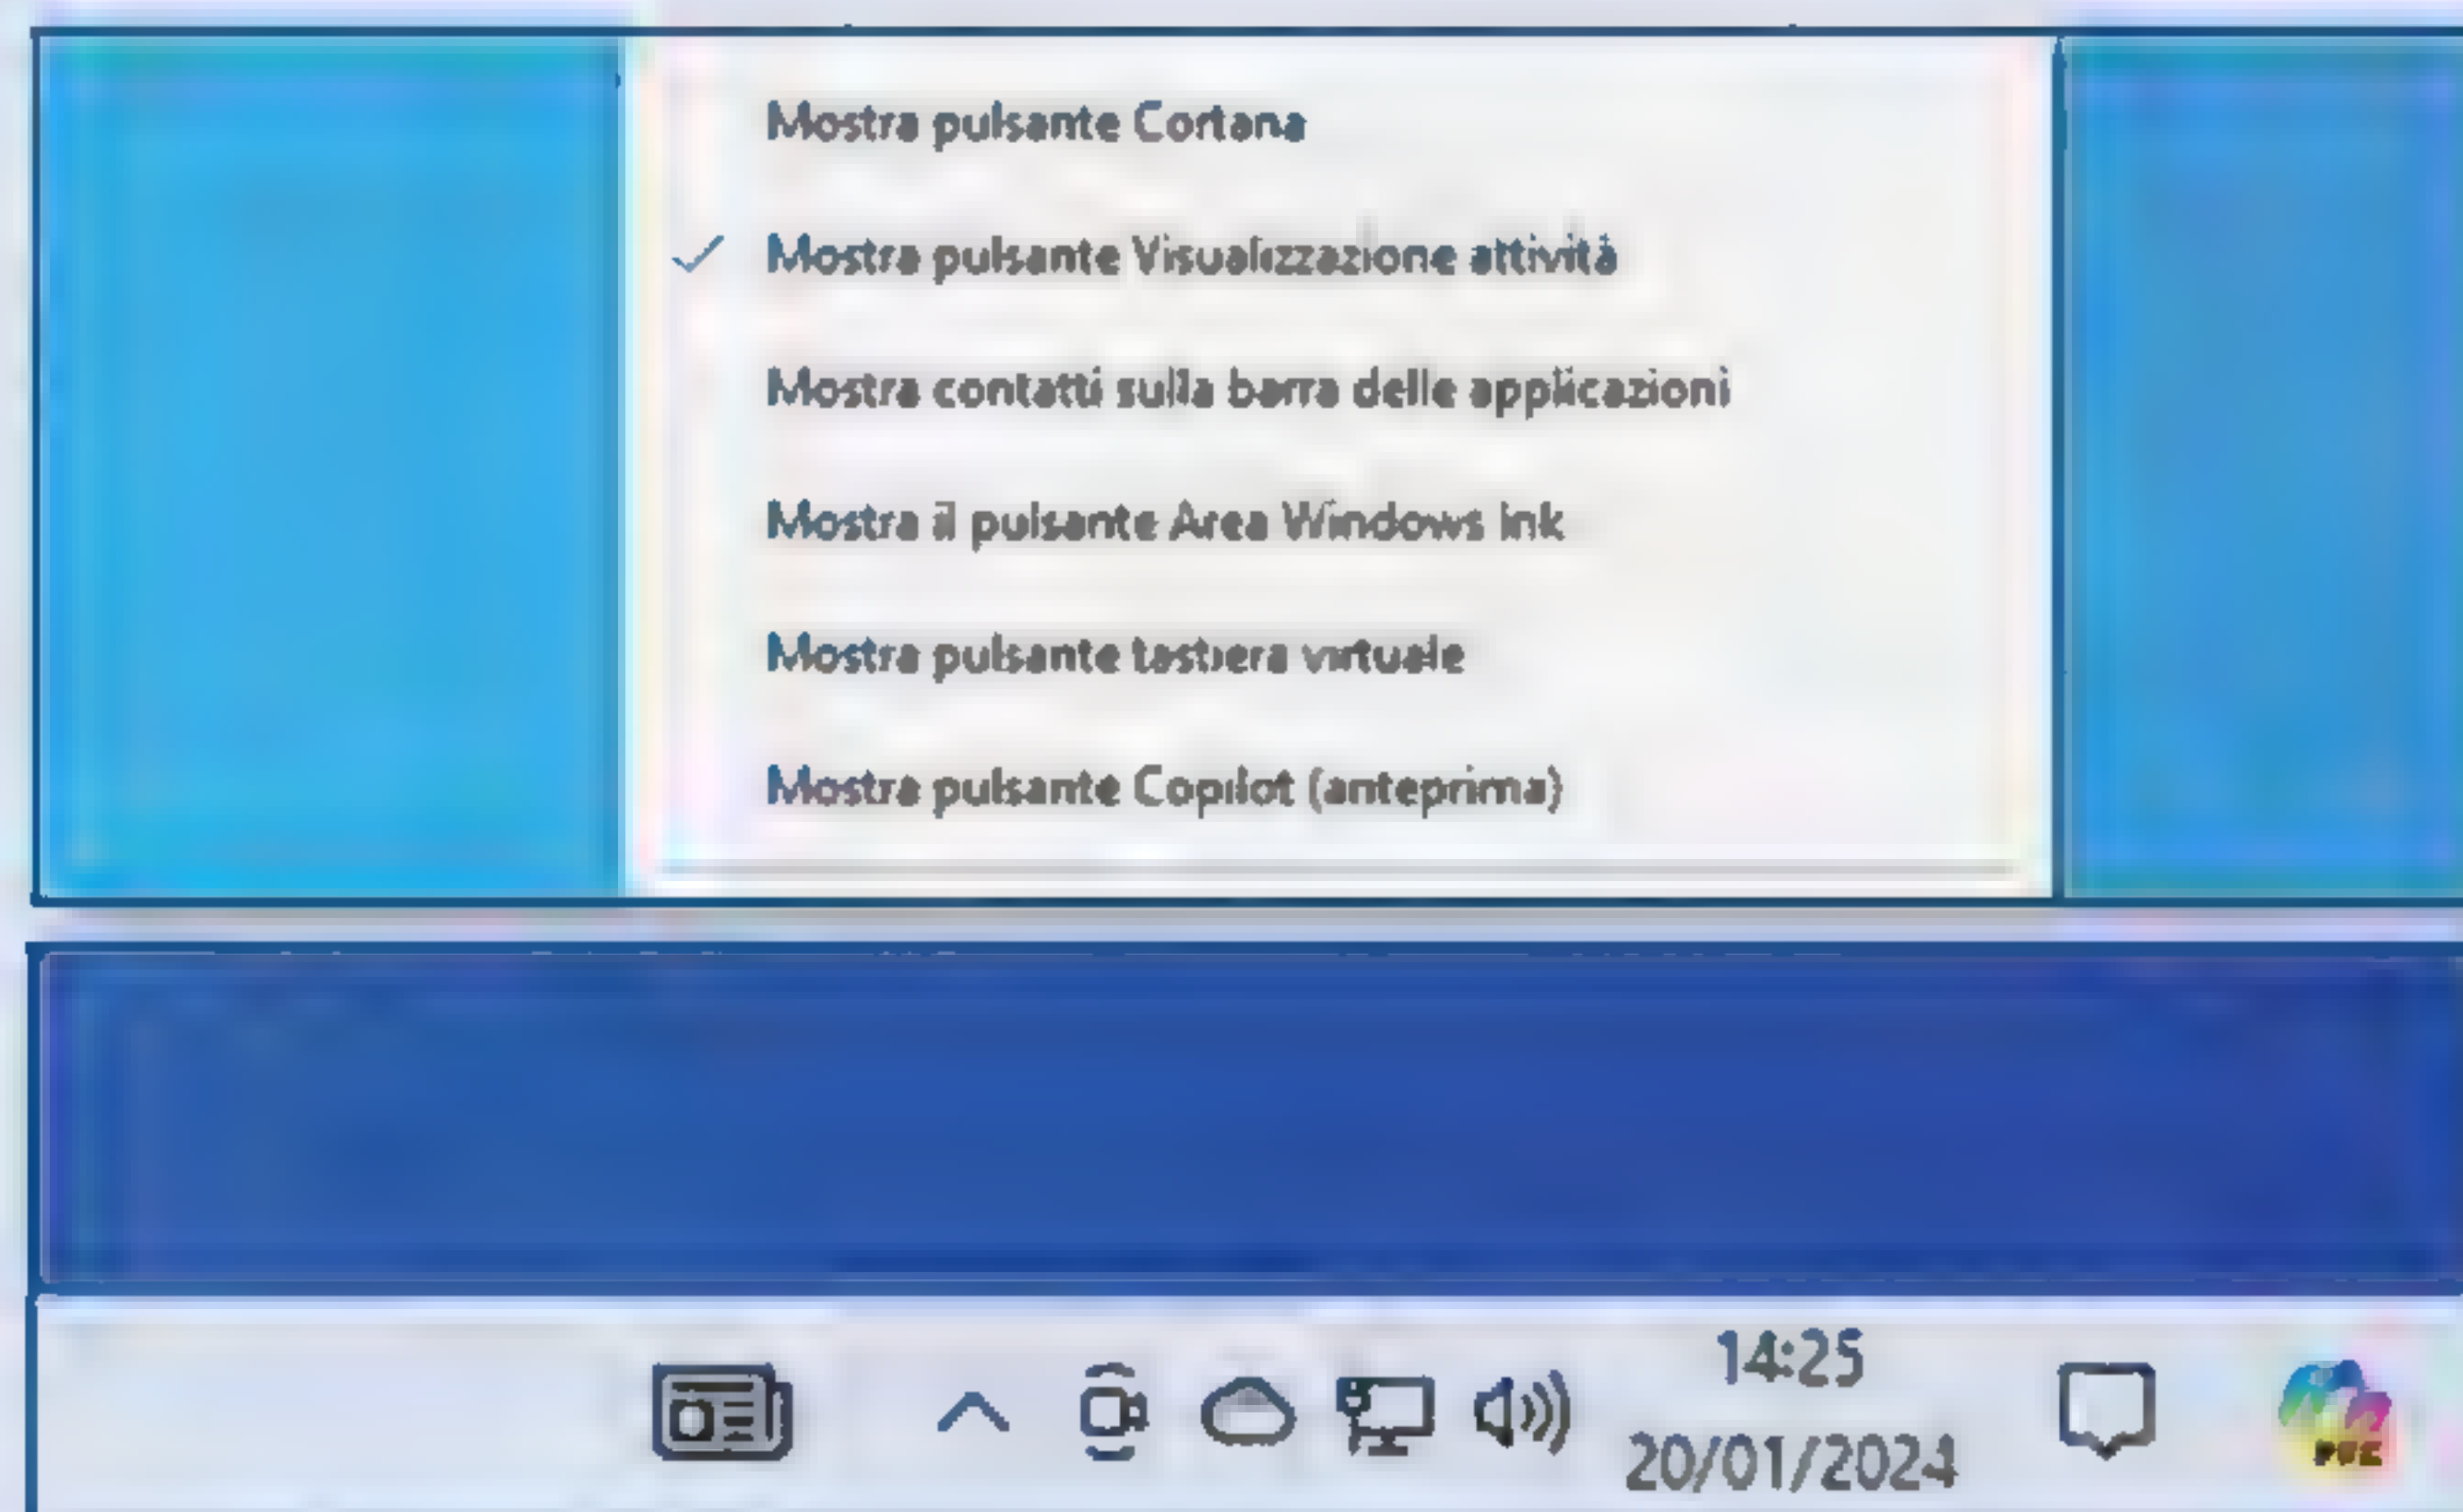 Mostra pulsante Cortana
Mostra pulsante Visualizzazione attività
Mostra contatti sulla barra delle applicazioni
Mostra il pulsante Area Windows Ink
Mostra pulsante tastiera virtuale
Mostra pulsante Copilot (anteprima)
14:25
20/01/2024
PRE